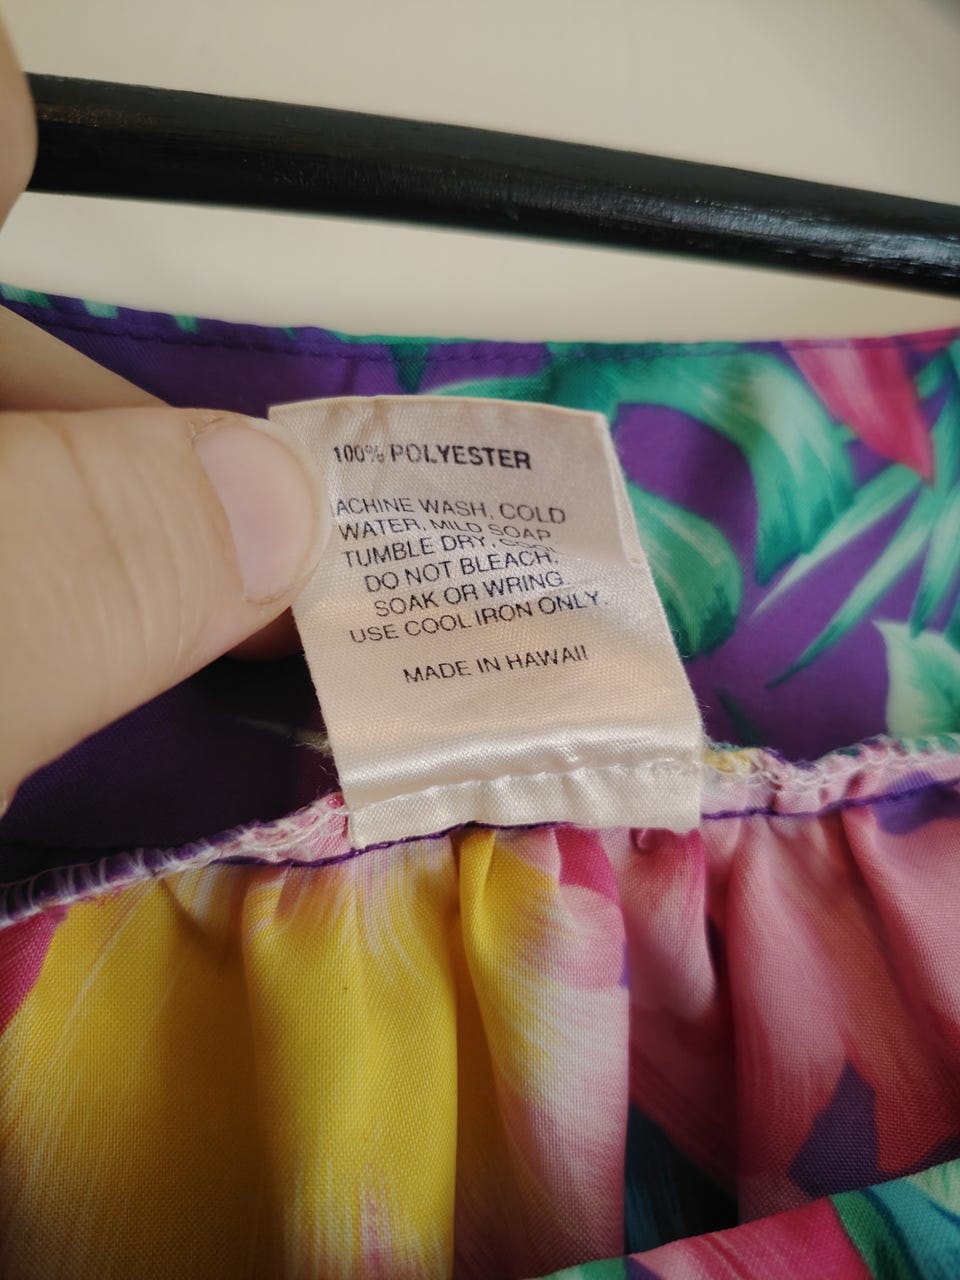 100% POLYESTER
ACHINE WASH, COLD
WATER, MILD SOAP
TUMBLE DRY, COOL
DO NOT BLEACH,
SOAK OR WRING.
USE COOL IRON ONLY.
MADE IN HAWAII